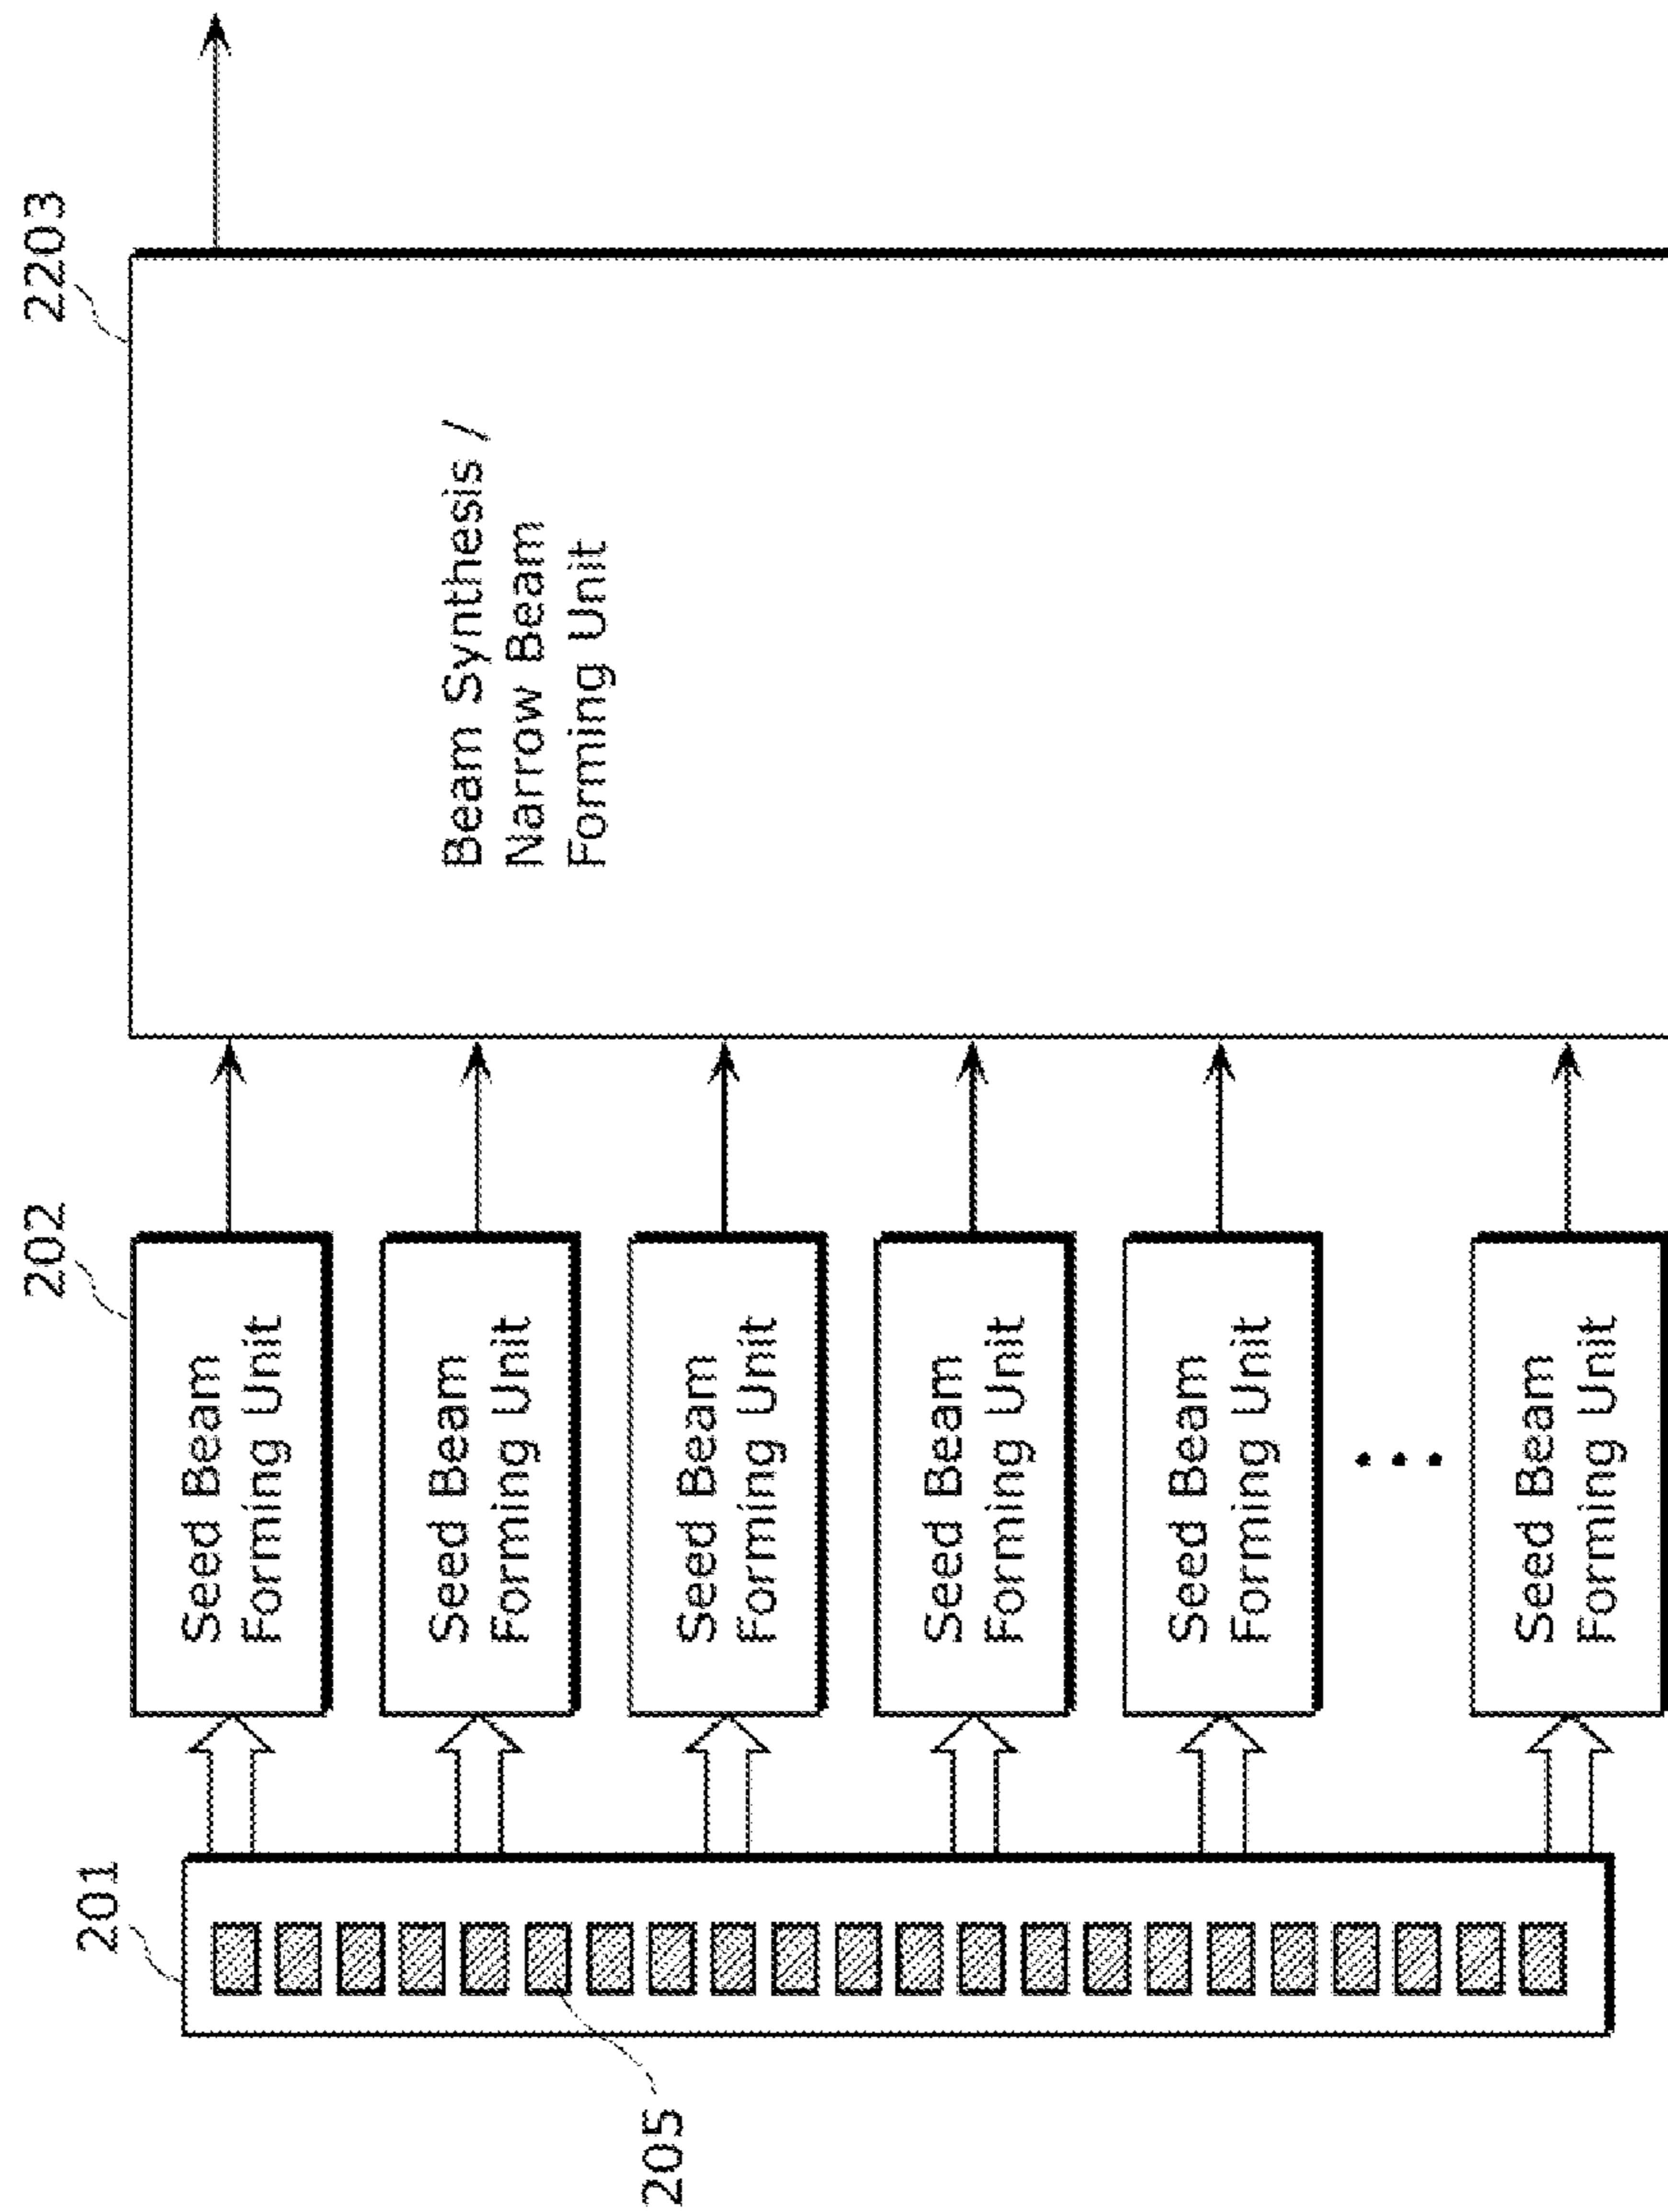 2203
202
201
205
Beam Synthesis /
Narrow Beam
Forming Unit
Seed Beam
Forming Unit
Seed Beam
Forming Unit
Seed Beam
Forming Unit
Seed Beam
Forming Unit
Seed Beam
Forming Unit
...
Seed Beam
Forming Unit